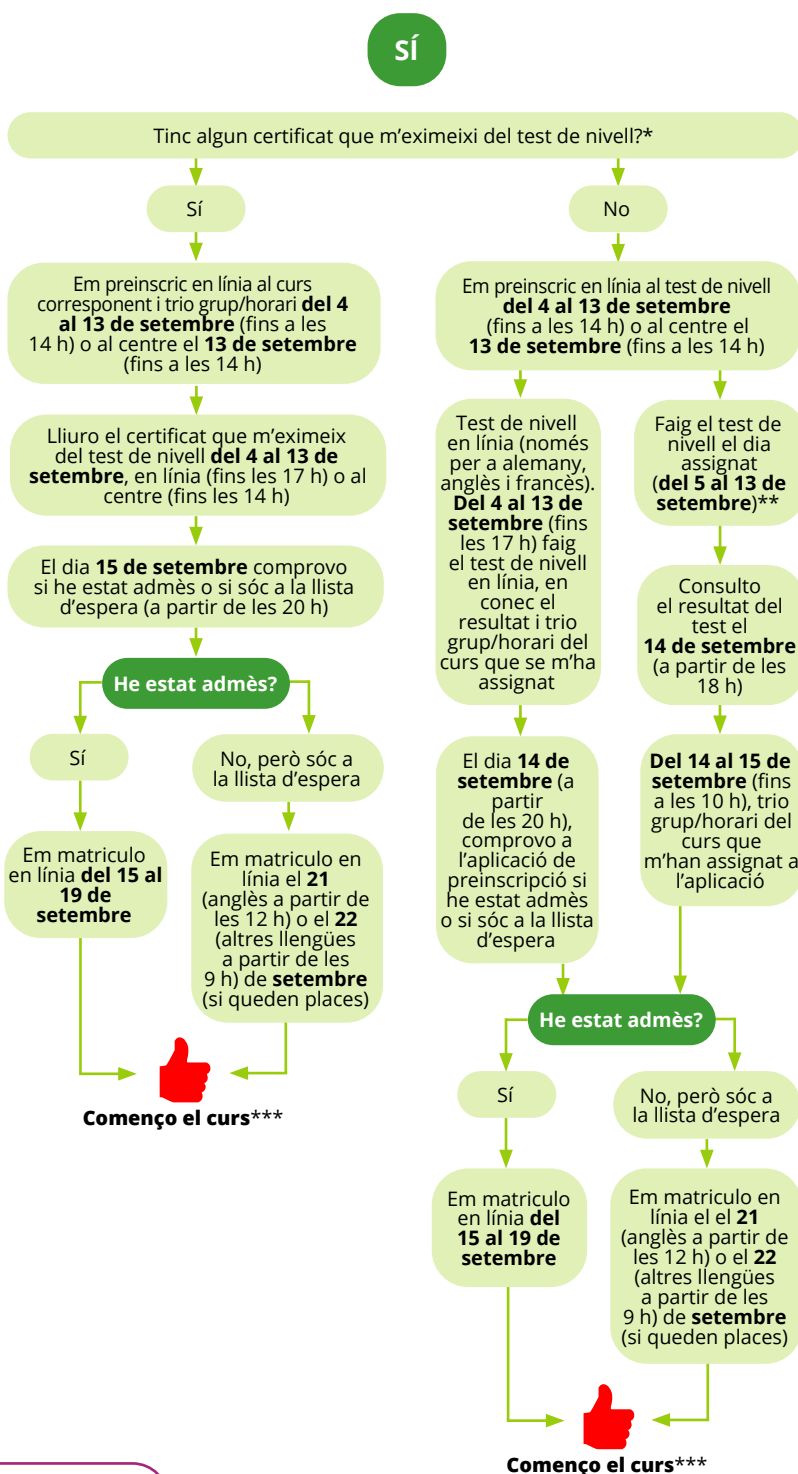 SÍ
Tinc algun certificat que m’eximeixi del test de nivell?*
Sí
Em preinscric en línia al curs
corresponent i trio grup/horari del 4
al 13 de setembre (fins a les
14 h) o al centre el 13 de setembre
(fins a les 14 h)
Lliuro el certificat que m’eximeix
del test de nivell del 4 al 13 de
setembre, en línia (fins les 17 h) o al
centre (fins les 14 h)
El dia 15 de setembre comprovo
si he estat admès o si sóc a la llista
d’espera (a partir de les 20 h)
He estat admès?
Sí
Em matriculo
en línia del 15 al
19 de
setembre
No, però sóc a
la llista d’espera
Em matriculo en
línia el 21
(anglès a partir de
les 12 h) o el 22
(altres llengües
a partir de les
9 h) de setembre
(si queden places)
Començo el curs***
No
Em preinscric en línia al test de nivell
del 4 al 13 de setembre
(fins a les 14 h) o al centre el
13 de setembre (fins a les 14 h)
Test de nivell
en línia (només
per a alemany,
anglès i francès).
Del 4 al 13 de
setembre (fins
les 17 h) faig
el test de nivell
en línia, en
conec el
resultat i trio
grup/horari del
curs que se m’ha
assignat
El dia 14 de
setembre (a
partir
de les 20 h),
comprovo a
l’aplicació de
preinscripció si
he estat admès
o si sóc a la llista
d’espera
Faig el test de
nivell el dia
assignat
(del 5 al 13 de
setembre)**
Consulto
el resultat del
test el
14 de setembre
(a partir de les
18 h)
Del 14 al 15 de
setembre (fins
a les 10 h), trio
grup/horari del
curs que
m’han assignat a
l’aplicació
He estat admès?
Sí
Em matriculo
en línia del
15 al 19 de
setembre
No, però sóc a
la llista d’espera
Em matriculo en
línia el el 21
(anglès a partir de
les 12 h) o el 22
(altres llengües
a partir de les
9 h) de setembre
(si queden places)
Començo el curs***